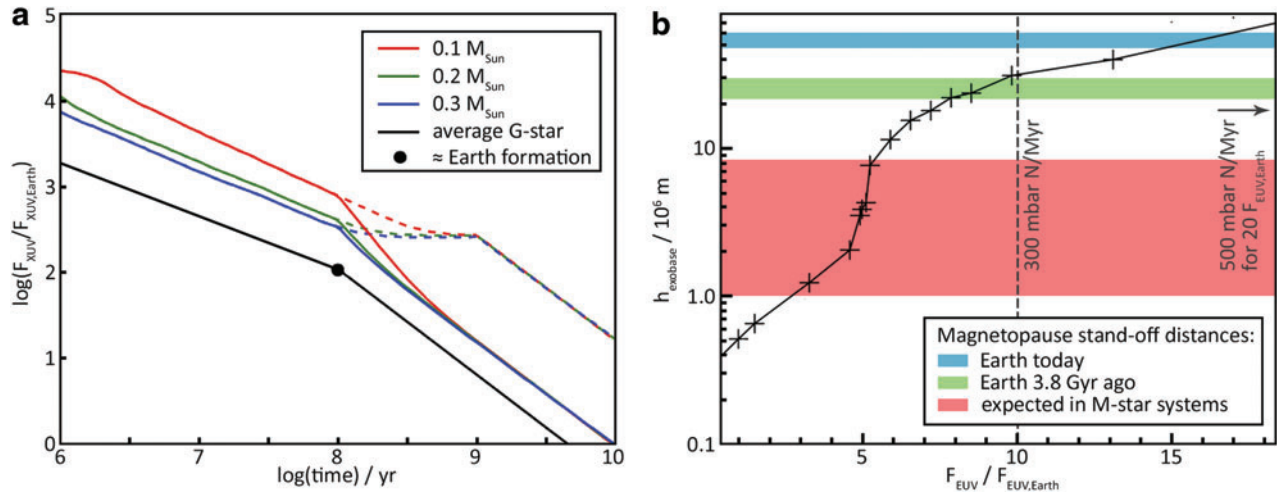 a
5
4
3
2
1
0
log(F_XUV/F_XUV,Earth)
0.1 M_Sun
0.2 M_Sun
0.3 M_Sun
average G-star
≈ Earth formation
6
7
8
9
10
log(time) / yr
b
10
1.0
0.1
h_exobase / 10^6 m
300 mbar N/Myr
500 mbar N/Myr
for 20 F_EUV,Earth
Magnetopause stand-off distances:
Earth today
Earth 3.8 Gyr ago
expected in M-star systems
5
10
15
F_EUV / F_EUV,Earth